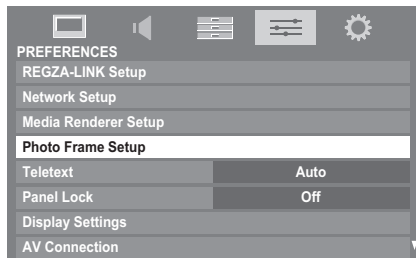 PREFERENCES
REGZA-LINK Setup
Network Setup
Media Renderer Setup
Photo Frame Setup
Teletext Auto
Panel Lock Off
Display Settings
AV Connection